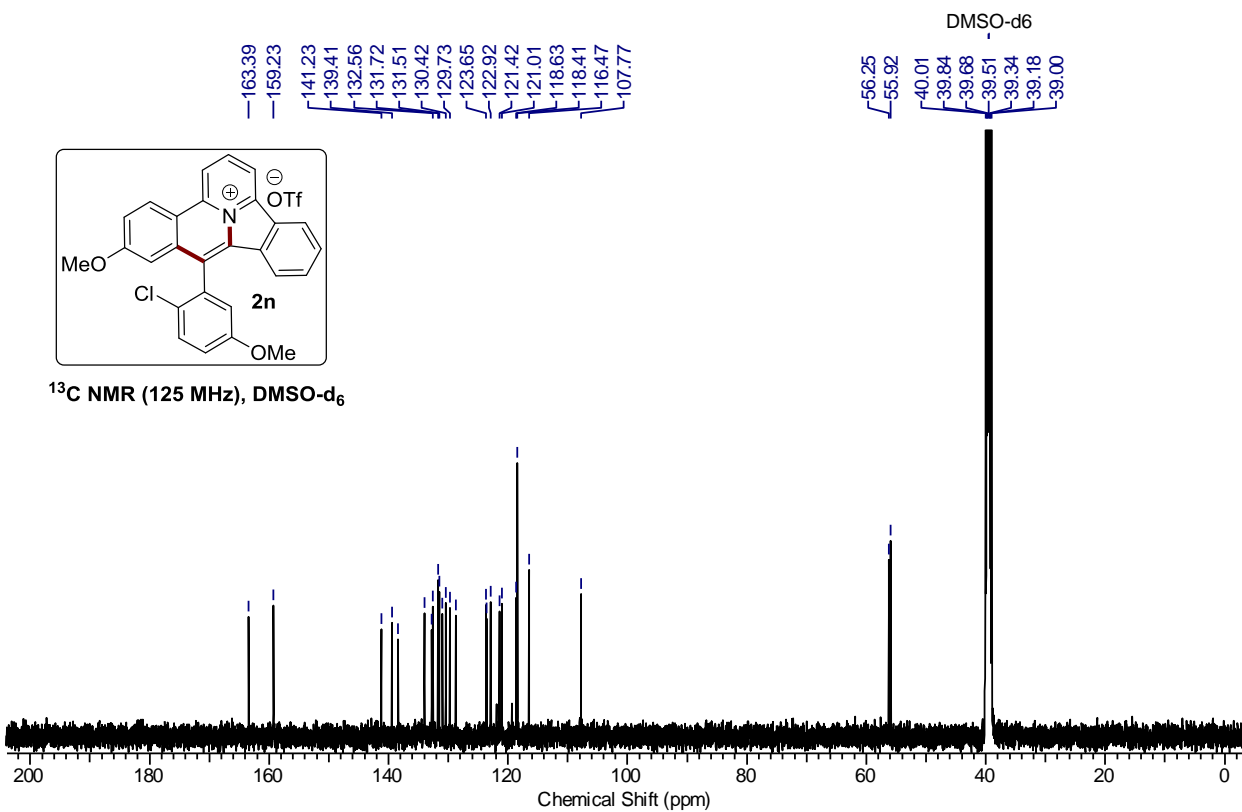 DMSO-d6
163.39
159.23
141.23
139.41
132.56
131.72
131.51
130.42
129.73
123.65
122.92
121.42
121.01
118.63
118.41
116.47
107.77
56.25
55.92
40.01
39.84
39.68
39.51
39.34
39.18
39.00
⊖
OTf
⊕
N
MeO
Cl
2n
OMe
¹³C NMR (125 MHz), DMSO-d₆
200 180 160 140 120 100 80 60 40 20 0
Chemical Shift (ppm)